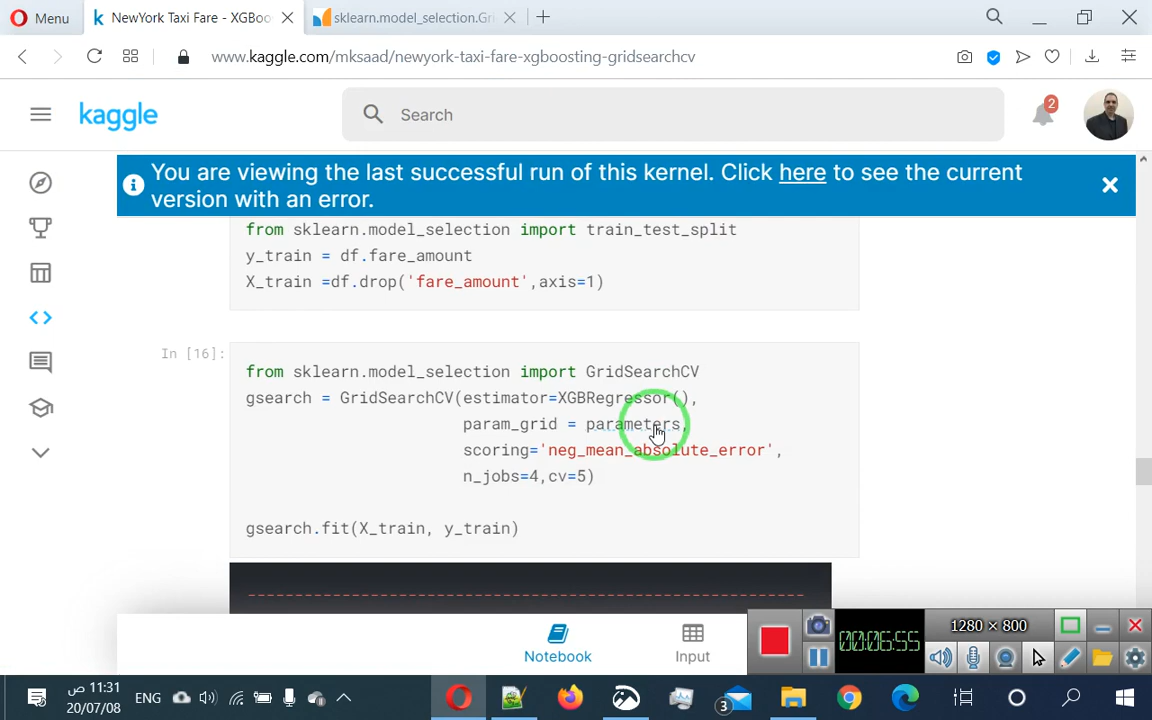 Menu
NewYork Taxi Fare - XGBoo
sklearn.model_selection.Gri
www.kaggle.com/mksaad/newyork-taxi-fare-xgboosting-gridsearchcv
kaggle
Search
2
You are viewing the last successful run of this kernel. Click here to see the current
version with an error.
from sklearn.model_selection import train_test_split
y_train = df.fare_amount
X_train =df.drop('fare_amount',axis=1)
In [16]:
from sklearn.model_selection import GridSearchCV
gsearch = GridSearchCV(estimator=XGBRegressor(),
param_grid = parameters,
scoring='neg_mean_absolute_error',
n_jobs=4,cv=5)
gsearch.fit(X_train, y_train)
---------------------------------------------------------------------------
Notebook
Input
00:06:55
1280 × 800
11:31 ص
20/07/08
ENG
3